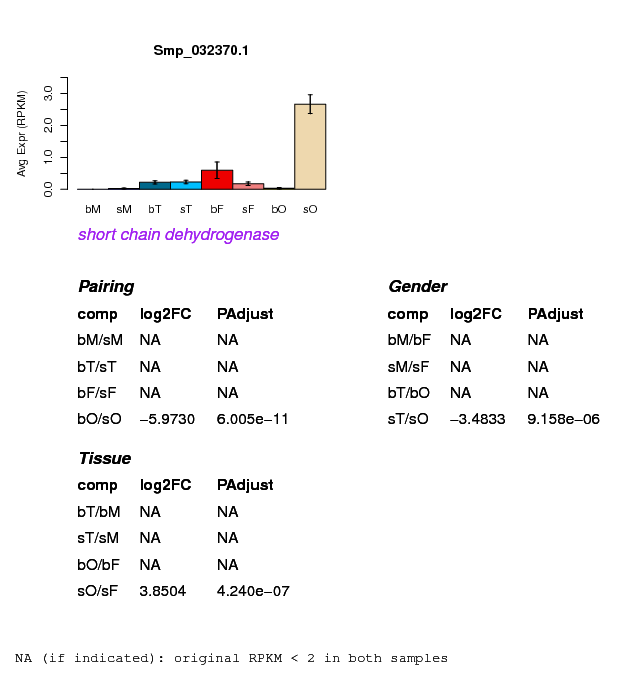 Smp_032370.1
Avg Expr (RPKM)
0.0 1.0 3.0
bM sM bT sT bF sF bO sO
short chain dehydrogenase
Pairing
comp log2FC PAdjust
bM/sM NA NA
bT/sT NA NA
bF/sF NA NA
bO/sO −5.9730 6.005e−11
Gender
comp log2FC PAdjust
bM/bF NA NA
sM/sF NA NA
bT/bO NA NA
sT/sO −3.4833 9.158e−06
Tissue
comp log2FC PAdjust
bT/bM NA NA
sT/sM NA NA
bO/bF NA NA
sO/sF 3.8504 4.240e−07
NA (if indicated): original RPKM < 2 in both samples